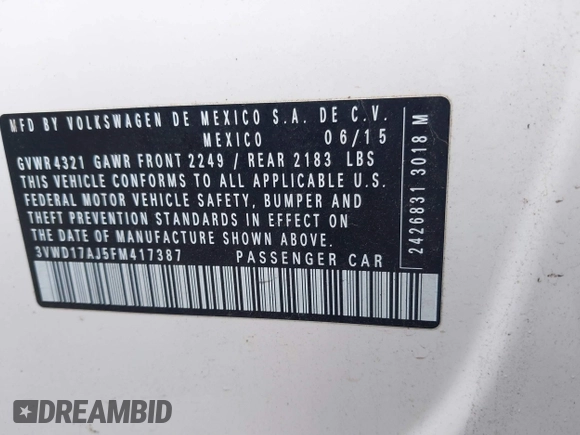 MFD BY VOLKSWAGEN DE MEXICO S.A. DE C.V.
MEXICO 06/15
GVWR 4321 GAWR FRONT 2249 / REAR 2183 LBS
THIS VEHICLE CONFORMS TO ALL APPLICABLE U.S.
FEDERAL MOTOR VEHICLE SAFETY, BUMPER AND
THEFT PREVENTION STANDARDS IN EFFECT ON
THE DATE OF MANUFACTURE SHOWN ABOVE.
3VWD17AJ5FM417387 PASSENGER CAR
2426831 3018 M
DREAMBID